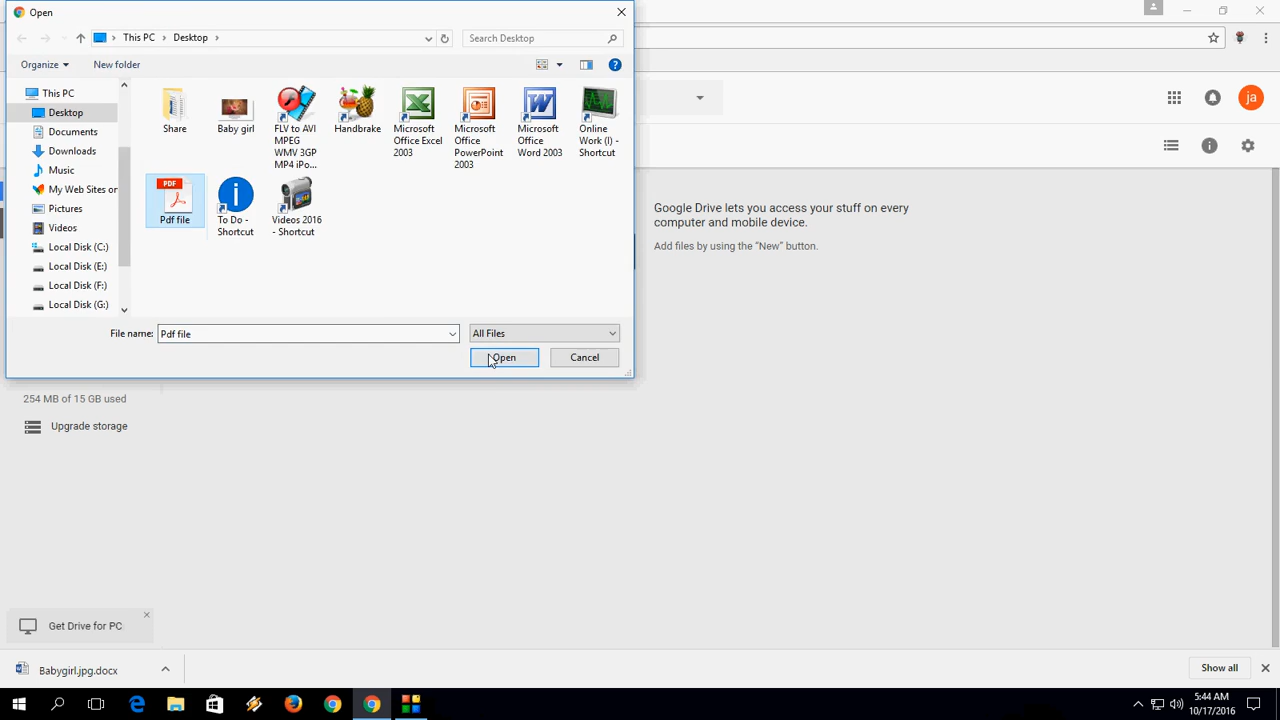 Open
This PC
Desktop
Search Desktop
Organize
New folder
This PC
Desktop
Documents
Downloads
Music
My Web Sites on
Pictures
Videos
Local Disk (C:)
Local Disk (E:)
Local Disk (F:)
Local Disk (G:)
Share
Baby girl
FLV to AVI
MPEG
WMV 3GP
MP4 iPo...
Handbrake
Microsoft
Office Excel
2003
Microsoft
Office
PowerPoint
2003
Microsoft
Office
Word 2003
Online
Work (I) -
Shortcut
PDF
Pdf file
To Do -
Shortcut
Videos 2016
- Shortcut
File name:
Pdf file
All Files
Open
Cancel
ja
Google Drive lets you access your stuff on every
computer and mobile device.
Add files by using the “New” button.
254 MB of 15 GB used
Upgrade storage
Get Drive for PC
Babygirl.jpg.docx
Show all
5:44 AM
10/17/2016